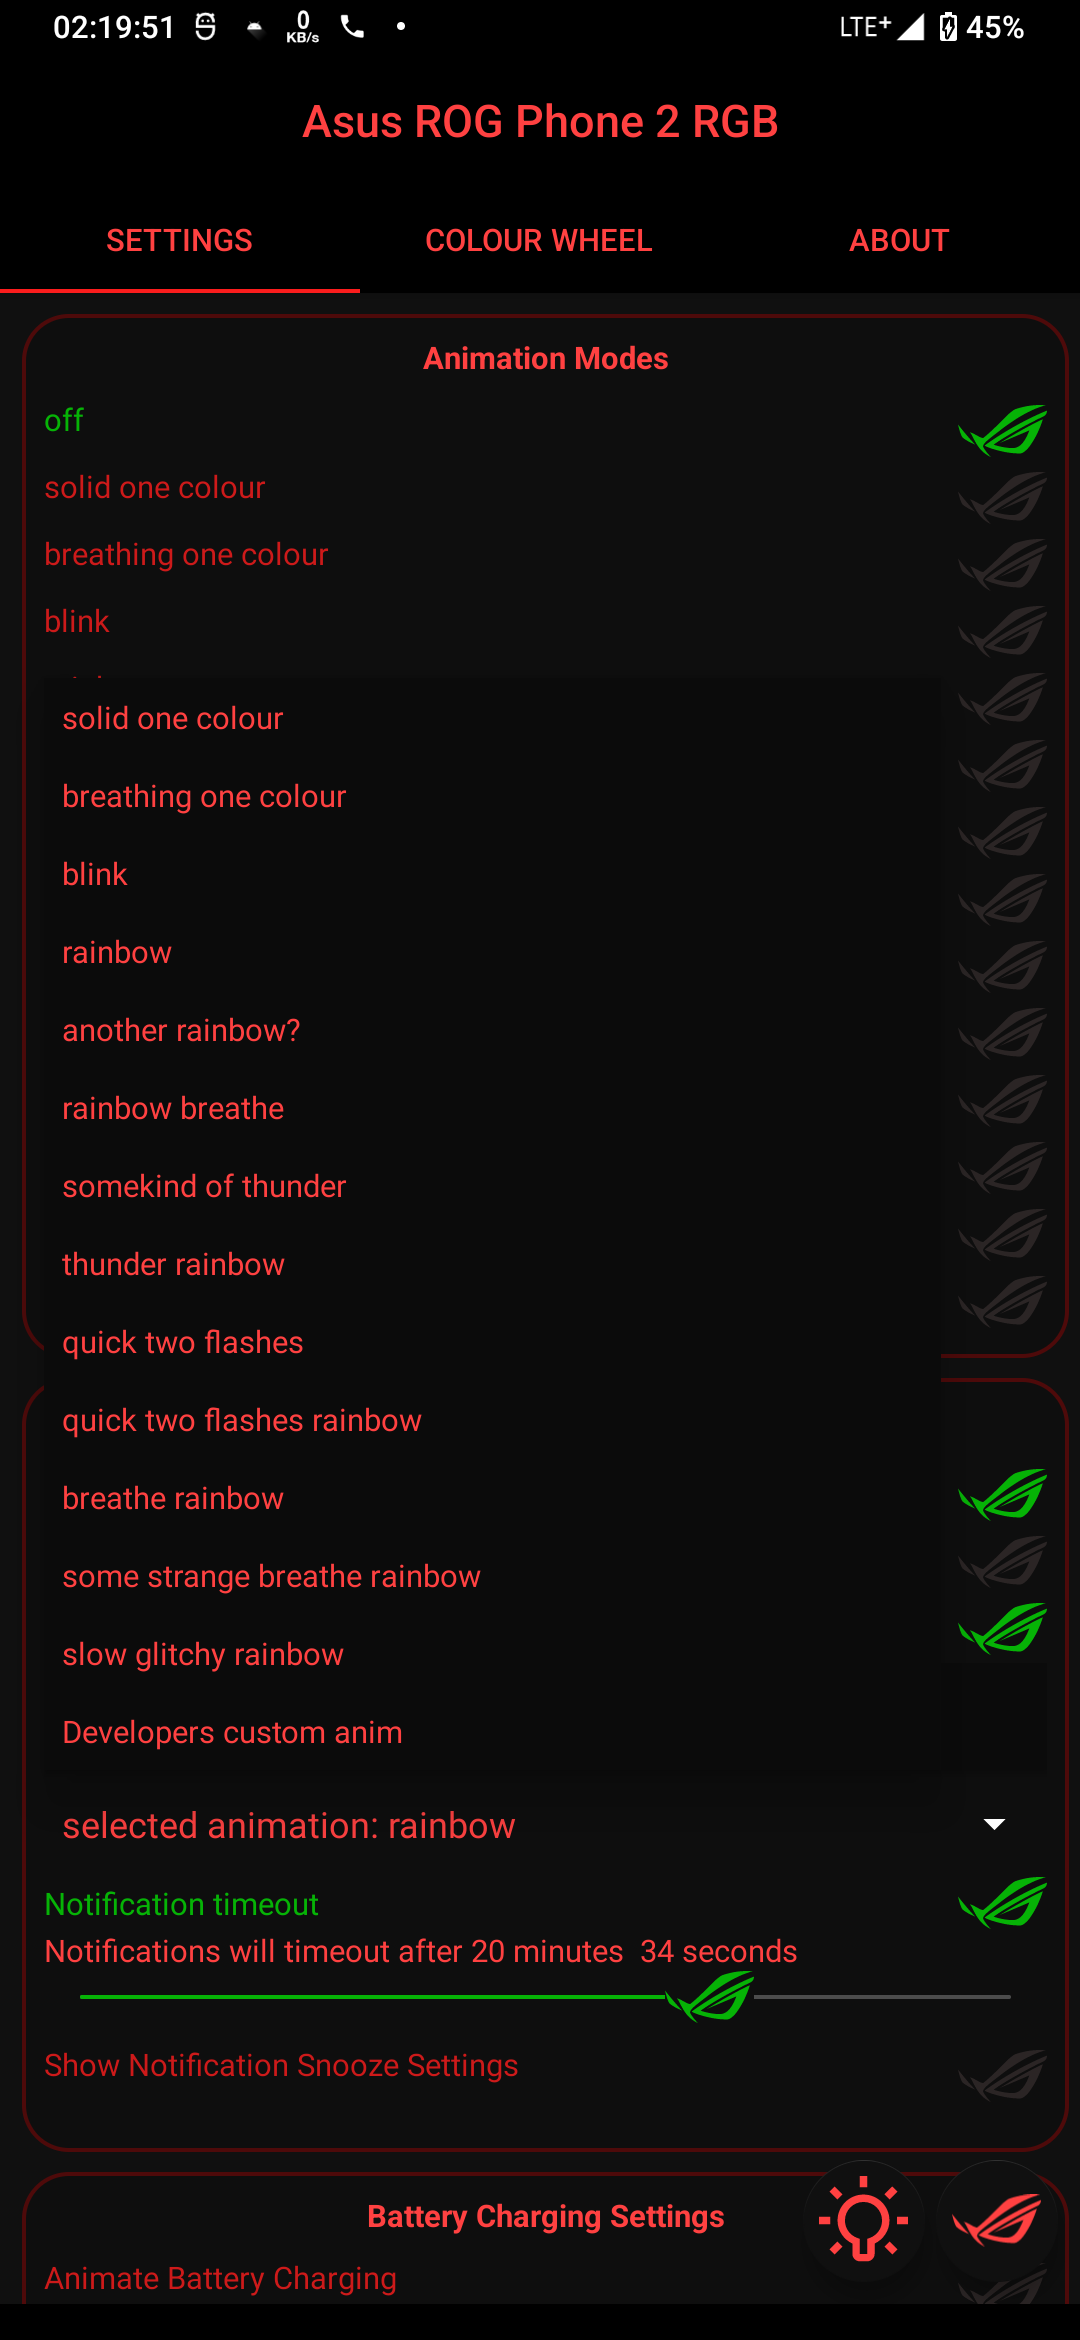 02:19:51
0
KB/s
LTE+
45%
Asus ROG Phone 2 RGB
SETTINGS
COLOUR WHEEL
ABOUT
Animation Modes
off
solid one colour
breathing one colour
blink
solid one colour
breathing one colour
blink
rainbow
another rainbow?
rainbow breathe
somekind of thunder
thunder rainbow
quick two flashes
quick two flashes rainbow
breathe rainbow
some strange breathe rainbow
slow glitchy rainbow
Developers custom anim
selected animation: rainbow
Notification timeout
Notifications will timeout after 20 minutes  34 seconds
Show Notification Snooze Settings
Battery Charging Settings
Animate Battery Charging